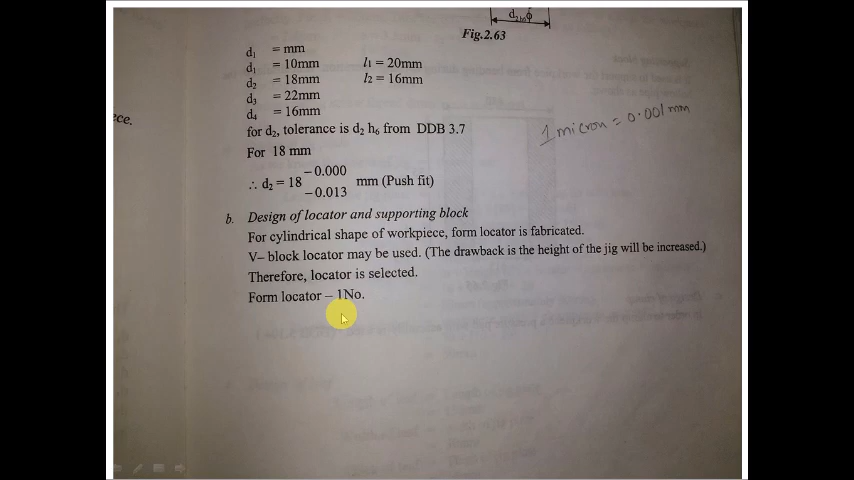 d₂ₕ₆ϕ
Fig.2.63
d₁ = mm
d₁ = 10mm l₁ = 20mm
d₂ = 18mm l₂ = 16mm
d₃ = 22mm
d₄ = 16mm
for d₂, tolerance is d₂ h₆ from DDB 3.7
1 micron = 0.001 mm
For 18 mm
−0.000
∴ d₂ = 18 mm (Push fit)
−0.013
b. Design of locator and supporting block
For cylindrical shape of workpiece, form locator is fabricated.
V– block locator may be used. (The drawback is the height of the jig will be increased.)
Therefore, locator is selected.
Form locator – 1No.
ece.